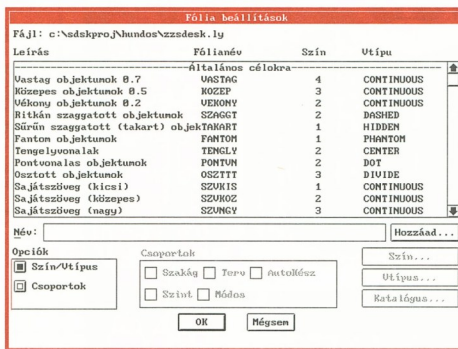 Fólia beállítások
Fájl: c:\sdskproj\hundos\zzsdesk.ly
Leírás Fólianév Szín Vtípu
Általános célokra
Vastag objektumok 0.7 VASTAG 4 CONTINUOUS
Közepes objektumok 0.5 KOZEP 3 CONTINUOUS
Vékony objektumok 0.2 VEKONY 2 CONTINUOUS
Ritkán szaggatott objektumok SZAGGT 2 DASHED
Sűrűn szaggatott (takart) objekTAKART 1 HIDDEN
Fantom objektumok FANTOM 1 PHANTOM
Tengelyvonalak TENGLY 2 CENTER
Pontvonalas objektumok PONTVN 2 DOT
Osztott objektumok OSZTTT 3 DIVIDE
Sajátszöveg (kicsi) SZVKIS 1 CONTINUOUS
Sajátszöveg (közepes) SZVKOZ 2 CONTINUOUS
Sajátszöveg (nagy) SZVNGY 3 CONTINUOUS
Név: Hozzáad...
Opciók Csoportok Szín...
Szín/Vtípus Szakág Terv AutoRész Vtípus...
Csoportok Szint Módos Katalógus...
OK Mégsem